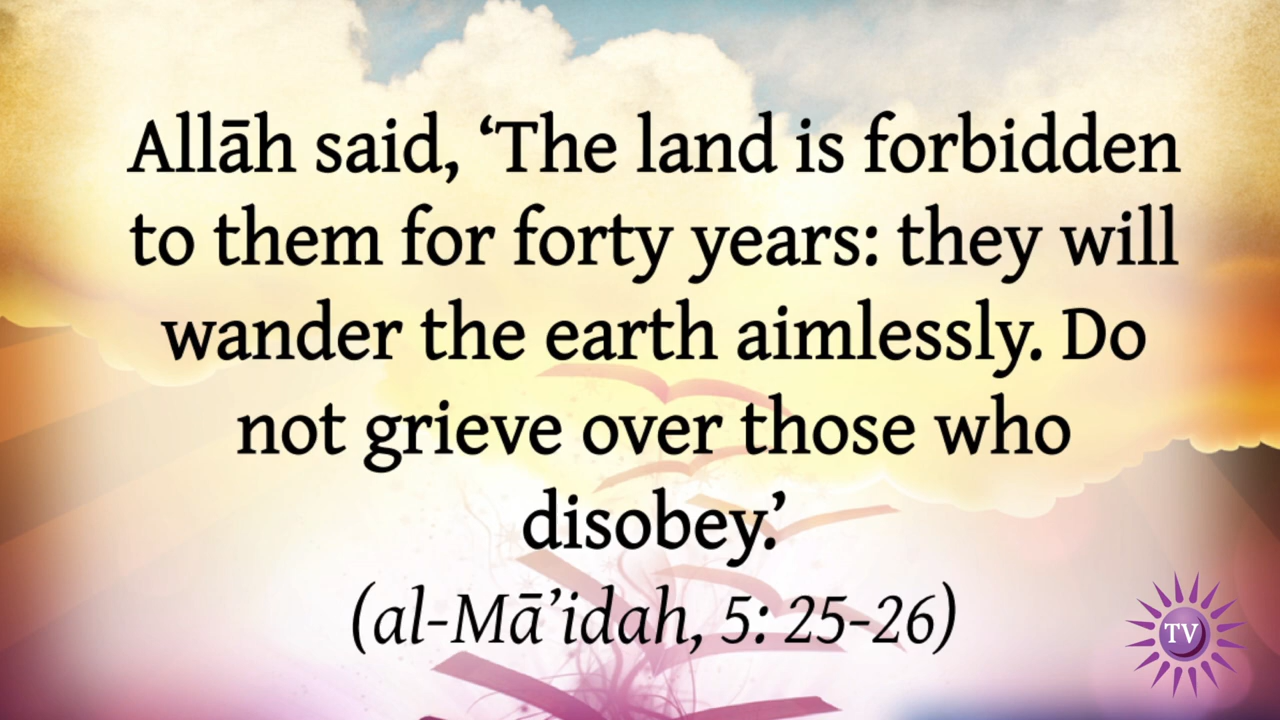 Allāh said, ‘The land is forbidden
to them for forty years: they will
wander the earth aimlessly. Do
not grieve over those who
disobey.’
(al-Mā’idah, 5: 25-26)
TV